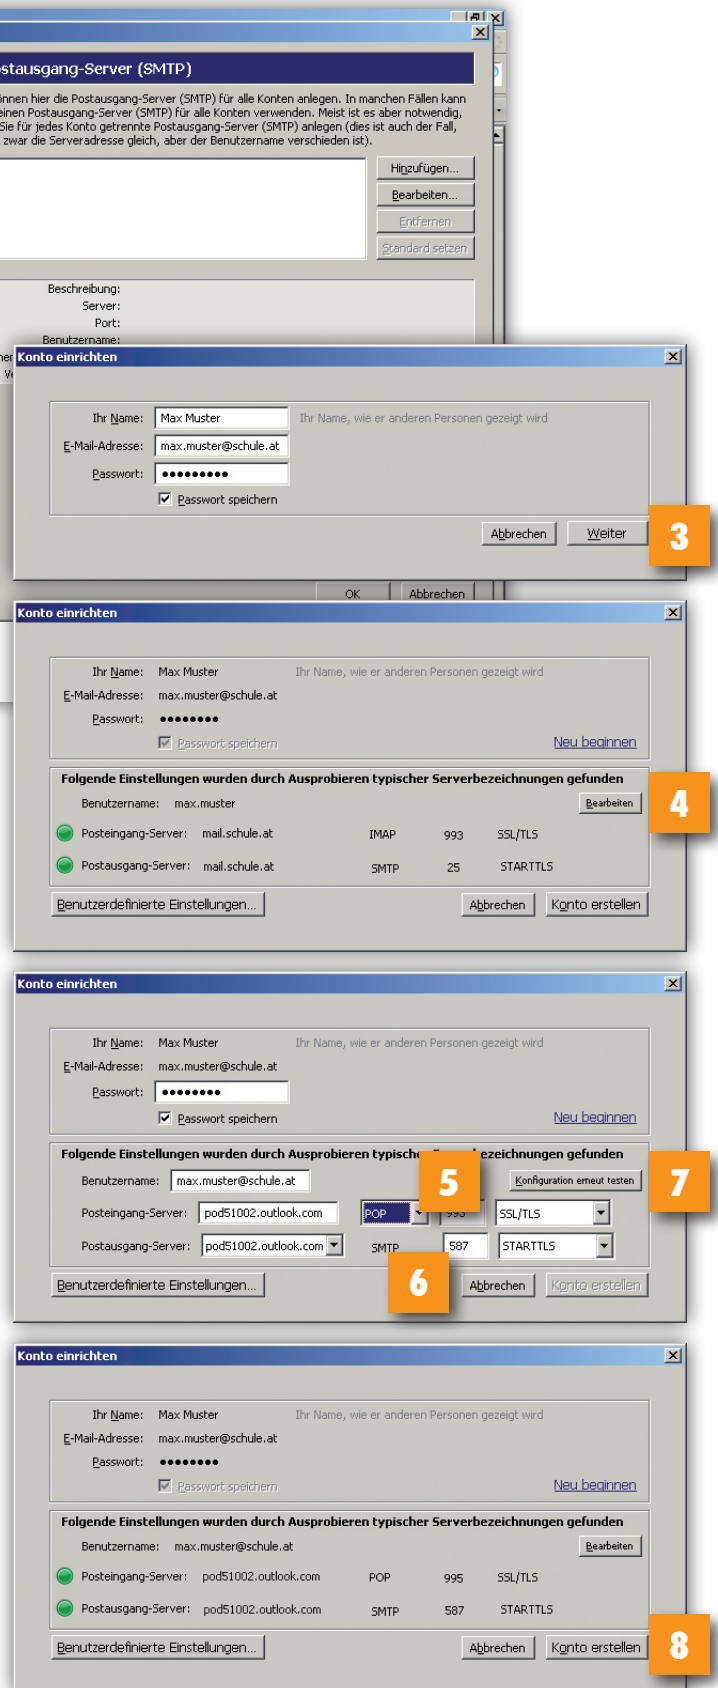 ostausgang-Server (SMTP)
önnen hier die Postausgang-Server (SMTP) für alle Konten anlegen. In manchen Fällen kann
einen Postausgang-Server (SMTP) für alle Konten verwenden. Meist ist es aber notwendig,
Sie für jedes Konto getrennte Postausgang-Server (SMTP) anlegen (dies ist auch der Fall,
zwar die Serveradresse gleich, aber der Benutzername verschieden ist).
Hinzufügen...
Bearbeiten...
Entfernen
Standard setzen
Beschreibung:
Server:
Port:
Benutzername:
Konto einrichten
Ihr Name: Max Muster Ihr Name, wie er anderen Personen gezeigt wird
E-Mail-Adresse: max.muster@schule.at
Passwort: •••••••••
Passwort speichern
Abbrechen Weiter 3
OK Abbrechen
Konto einrichten
Ihr Name: Max Muster Ihr Name, wie er anderen Personen gezeigt wird
E-Mail-Adresse: max.muster@schule.at
Passwort: ••••••••
Passwort speichern Neu beginnen
Folgende Einstellungen wurden durch Ausprobieren typischer Serverbezeichnungen gefunden
Benutzername: max.muster Bearbeiten 4
Posteingang-Server: mail.schule.at IMAP 993 SSL/TLS
Postausgang-Server: mail.schule.at SMTP 25 STARTTLS
Benutzerdefinierte Einstellungen... Abbrechen Konto erstellen
Konto einrichten
Ihr Name: Max Muster Ihr Name, wie er anderen Personen gezeigt wird
E-Mail-Adresse: max.muster@schule.at
Passwort: ••••••••
Passwort speichern Neu beginnen
Folgende Einstellungen wurden durch Ausprobieren typische ezeichnungen gefunden
Benutzername: max.muster@schule.at 5 Konfiguration erneut testen 7
Posteingang-Server: pod51002.outlook.com POP 993 SSL/TLS
Postausgang-Server: pod51002.outlook.com SMTP 587 STARTTLS
Benutzerdefinierte Einstellungen... 6 Abbrechen Konto erstellen
Konto einrichten
Ihr Name: Max Muster Ihr Name, wie er anderen Personen gezeigt wird
E-Mail-Adresse: max.muster@schule.at
Passwort: ••••••••
Passwort speichern Neu beginnen
Folgende Einstellungen wurden durch Ausprobieren typischer Serverbezeichnungen gefunden
Benutzername: max.muster@schule.at Bearbeiten
Posteingang-Server: pod51002.outlook.com POP 995 SSL/TLS
Postausgang-Server: pod51002.outlook.com SMTP 587 STARTTLS
Benutzerdefinierte Einstellungen... Abbrechen Konto erstellen 8